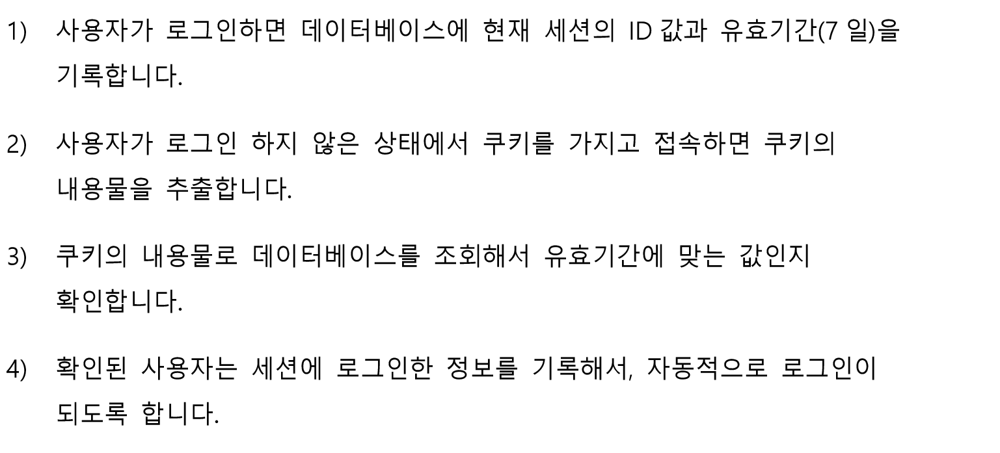 1) 사용자가 로그인하면 데이터베이스에 현재 세션의 ID 값과 유효기간(7 일)을
기록합니다.
2) 사용자가 로그인 하지 않은 상태에서 쿠키를 가지고 접속하면 쿠키의
내용물을 추출합니다.
3) 쿠키의 내용물로 데이터베이스를 조회해서 유효기간에 맞는 값인지
확인합니다.
4) 확인된 사용자는 세션에 로그인한 정보를 기록해서, 자동적으로 로그인이
되도록 합니다.